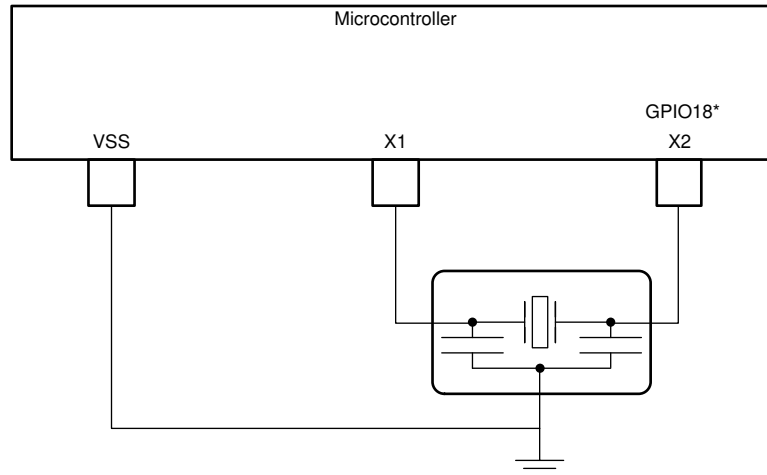 Microcontroller
GPIO18*
VSS
X1
X2